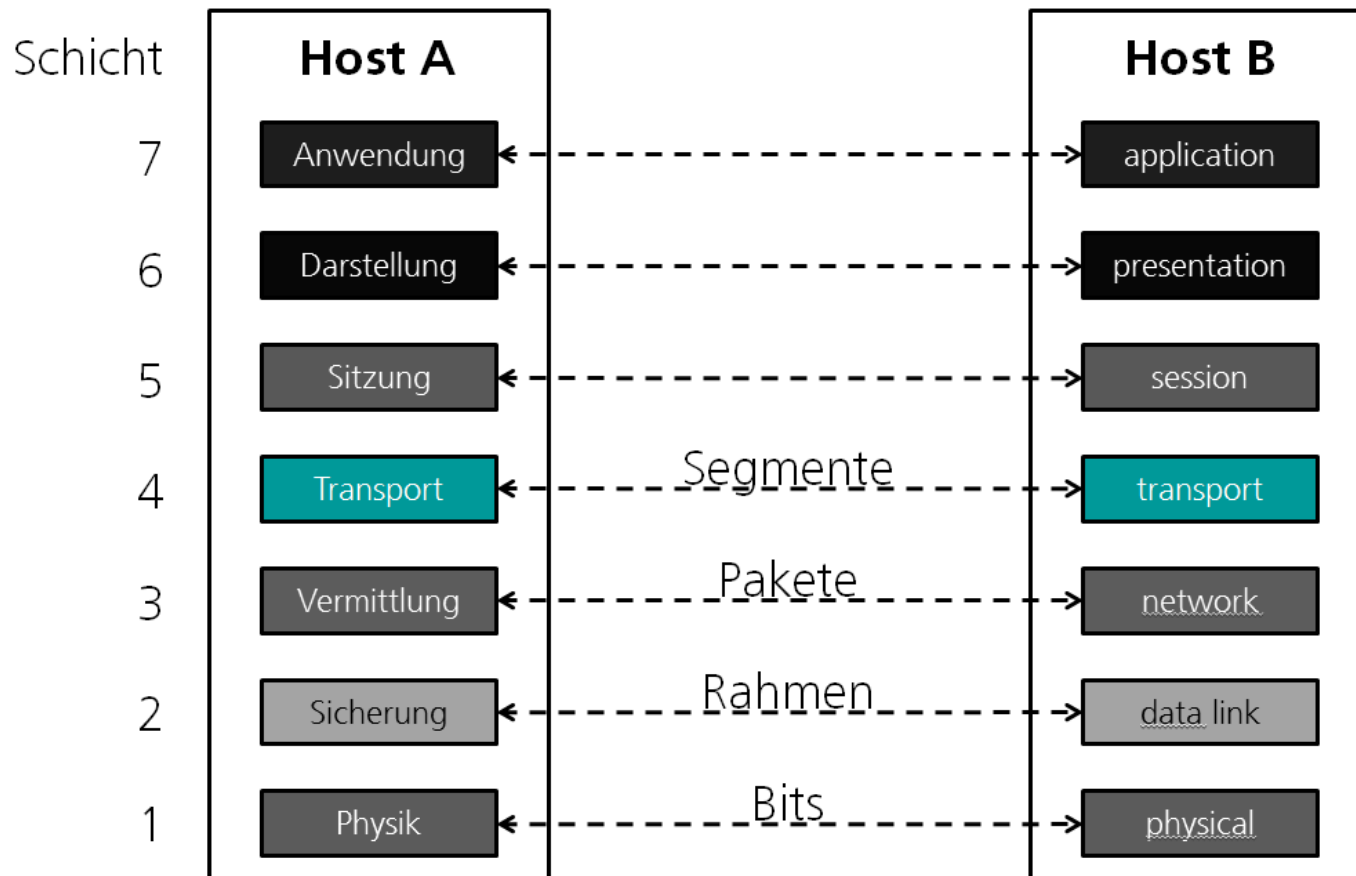 Schicht Host A Host B
7 Anwendung application
6 Darstellung presentation
5 Sitzung session
4 Transport Segmente transport
3 Vermittlung Pakete network
2 Sicherung Rahmen data link
1 Physik Bits physical